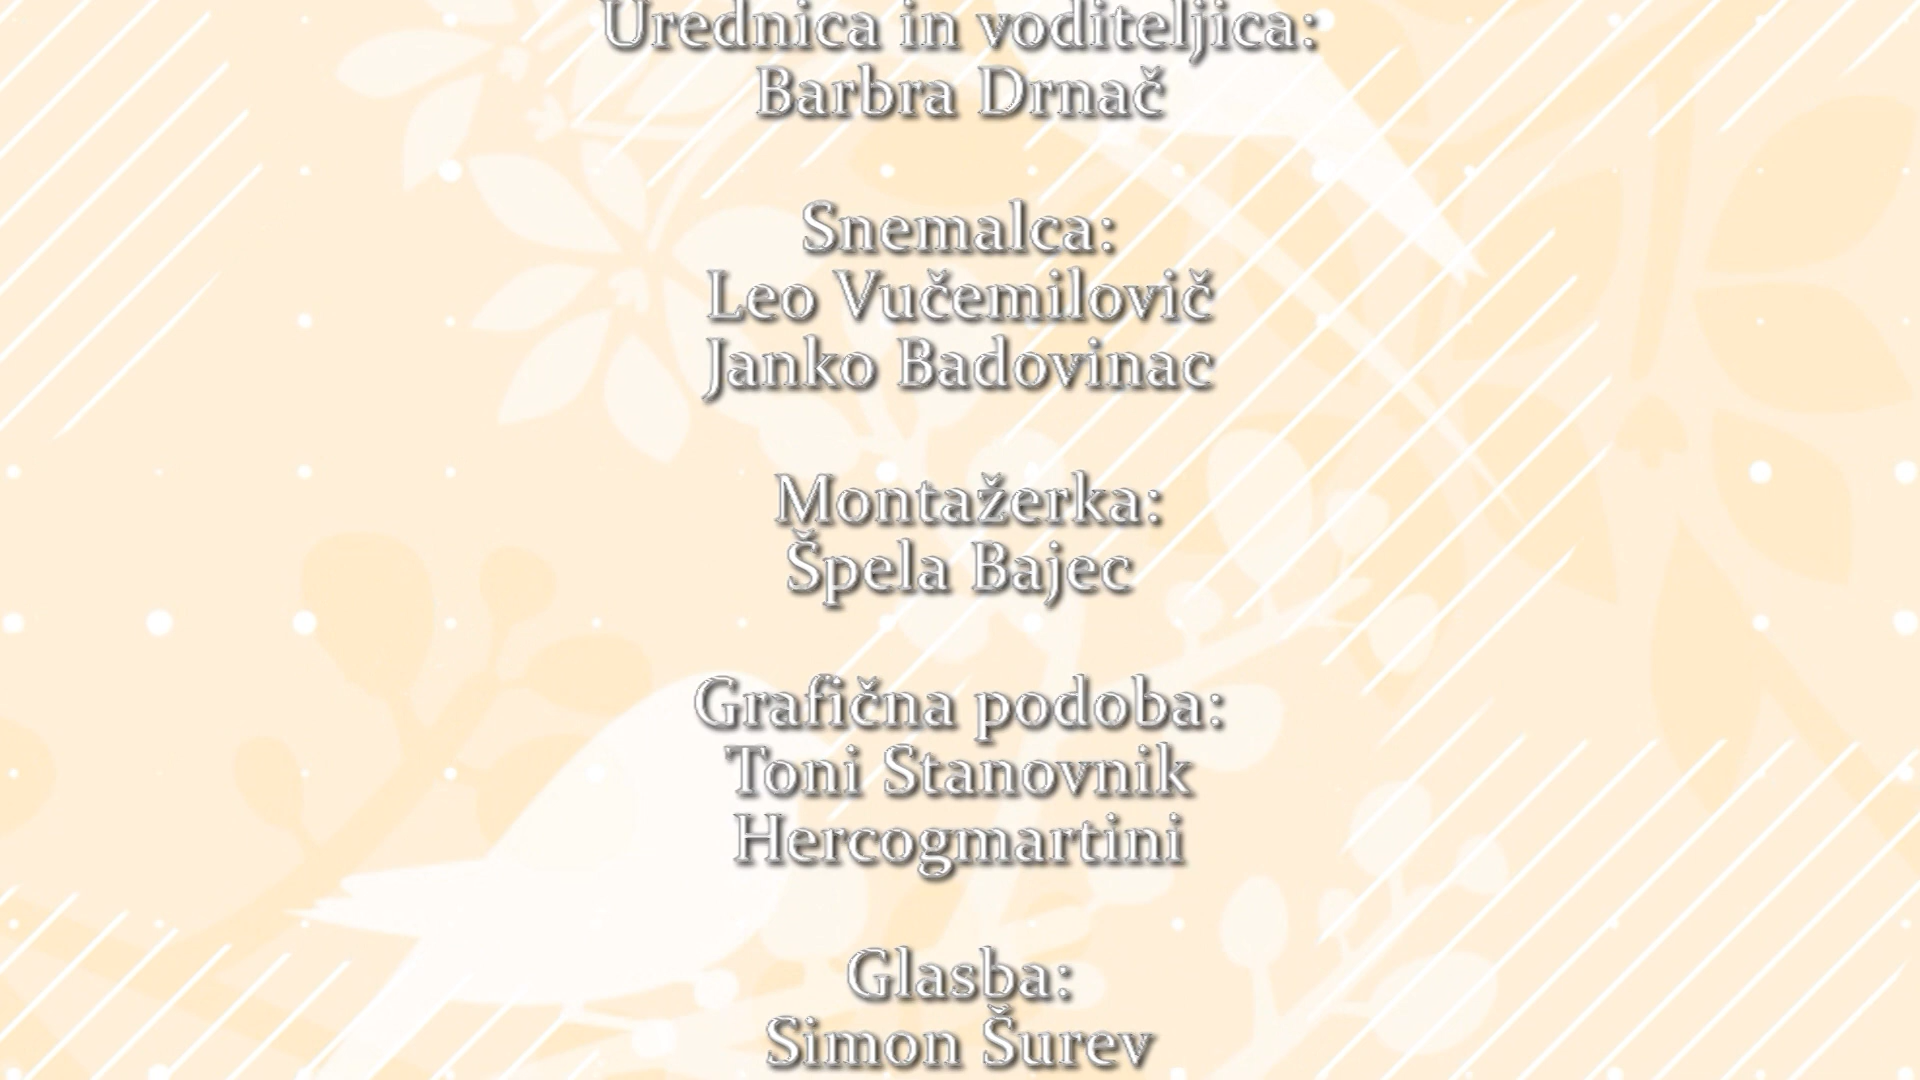 Urednica in voditeljica:
Barbra Drnač
Snemalca:
Leo Vučemilovič
Janko Badovinac
Montažerka:
Špela Bajec
Grafična podoba:
Toni Stanovnik
Hercogmartini
Glasba:
Simon Šurev